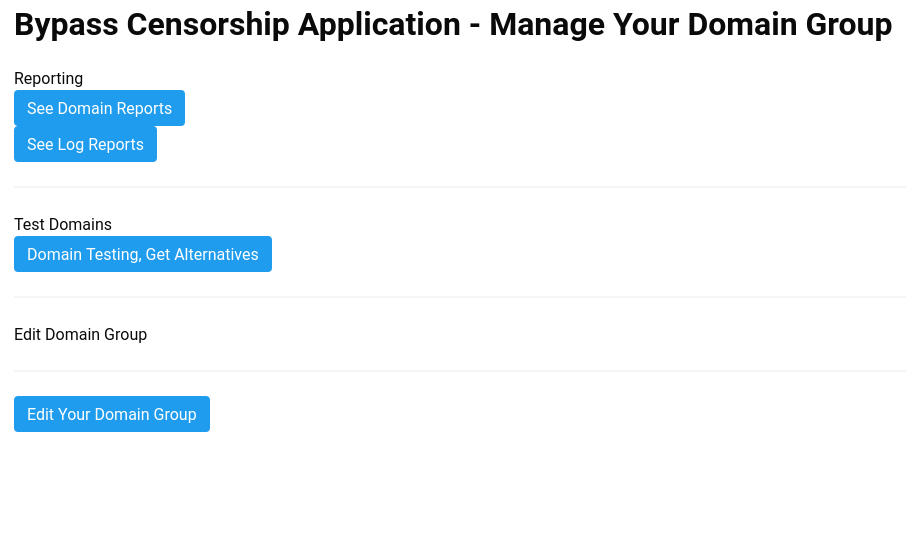 Bypass Censorship Application - Manage Your Domain Group
Reporting
See Domain Reports
See Log Reports
Test Domains
Domain Testing, Get Alternatives
Edit Domain Group
Edit Your Domain Group